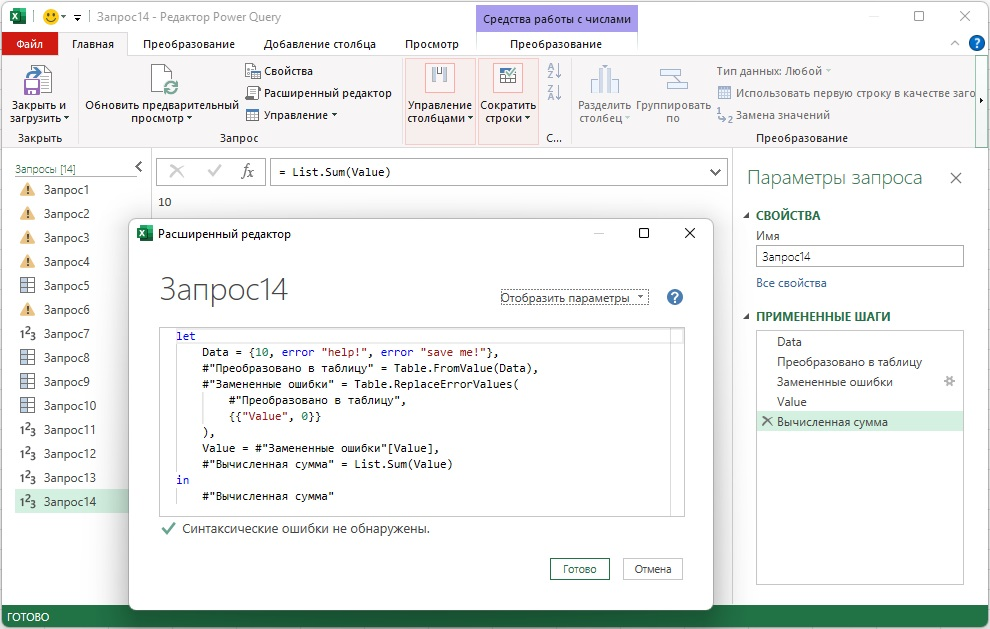 Запрос14 - Редактор Power Query
Средства работы с числами
Файл
Главная
Преобразование
Добавление столбца
Просмотр
Преобразование
?
Закрыть и загрузить
Обновить предварительный просмотр
Свойства
Расширенный редактор
Управление
Управление столбцами
Сократить строки
Разделить столбец
Группировать по
Тип данных: Любой
Использовать первую строку в качестве заго
Замена значений
Закрыть
Запрос
С...
Преобразование
Запросы [14]
Запрос1
Запрос2
Запрос3
Запрос4
Запрос5
Запрос6
Запрос7
Запрос8
Запрос9
Запрос10
Запрос11
Запрос12
Запрос13
Запрос14
fx
= List.Sum(Value)
10
Расширенный редактор
Запрос14
Отобразить параметры
?
let
Data = {10, error "help!", error "save me!"},
#"Преобразовано в таблицу" = Table.FromValue(Data),
#"Замененные ошибки" = Table.ReplaceErrorValues(
#"Преобразовано в таблицу",
{{"Value", 0}}
),
Value = #"Замененные ошибки"[Value],
#"Вычисленная сумма" = List.Sum(Value)
in
#"Вычисленная сумма"
Синтаксические ошибки не обнаружены.
Готово
Отмена
Параметры запроса
СВОЙСТВА
Имя
Запрос14
Все свойства
ПРИМЕНЕННЫЕ ШАГИ
Data
Преобразовано в таблицу
Замененные ошибки
Value
Вычисленная сумма
ГОТОВО